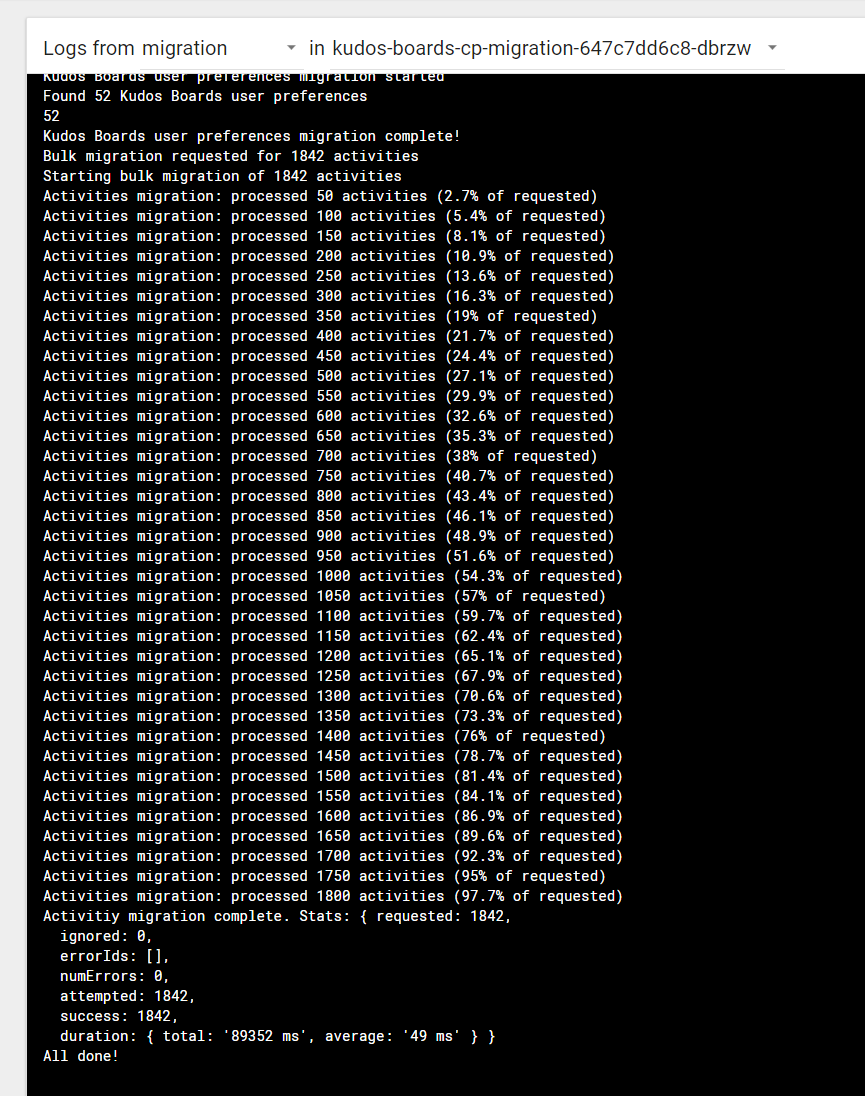 Logs from migration in kudos-boards-cp-migration-647c7dd6c8-dbrzw
Kudos Boards user preferences migration started
Found 52 Kudos Boards user preferences
52
Kudos Boards user preferences migration complete!
Bulk migration requested for 1842 activities
Starting bulk migration of 1842 activities
Activities migration: processed 50 activities (2.7% of requested)
Activities migration: processed 100 activities (5.4% of requested)
Activities migration: processed 150 activities (8.1% of requested)
Activities migration: processed 200 activities (10.9% of requested)
Activities migration: processed 250 activities (13.6% of requested)
Activities migration: processed 300 activities (16.3% of requested)
Activities migration: processed 350 activities (19% of requested)
Activities migration: processed 400 activities (21.7% of requested)
Activities migration: processed 450 activities (24.4% of requested)
Activities migration: processed 500 activities (27.1% of requested)
Activities migration: processed 550 activities (29.9% of requested)
Activities migration: processed 600 activities (32.6% of requested)
Activities migration: processed 650 activities (35.3% of requested)
Activities migration: processed 700 activities (38% of requested)
Activities migration: processed 750 activities (40.7% of requested)
Activities migration: processed 800 activities (43.4% of requested)
Activities migration: processed 850 activities (46.1% of requested)
Activities migration: processed 900 activities (48.9% of requested)
Activities migration: processed 950 activities (51.6% of requested)
Activities migration: processed 1000 activities (54.3% of requested)
Activities migration: processed 1050 activities (57% of requested)
Activities migration: processed 1100 activities (59.7% of requested)
Activities migration: processed 1150 activities (62.4% of requested)
Activities migration: processed 1200 activities (65.1% of requested)
Activities migration: processed 1250 activities (67.9% of requested)
Activities migration: processed 1300 activities (70.6% of requested)
Activities migration: processed 1350 activities (73.3% of requested)
Activities migration: processed 1400 activities (76% of requested)
Activities migration: processed 1450 activities (78.7% of requested)
Activities migration: processed 1500 activities (81.4% of requested)
Activities migration: processed 1550 activities (84.1% of requested)
Activities migration: processed 1600 activities (86.9% of requested)
Activities migration: processed 1650 activities (89.6% of requested)
Activities migration: processed 1700 activities (92.3% of requested)
Activities migration: processed 1750 activities (95% of requested)
Activities migration: processed 1800 activities (97.7% of requested)
Activitiy migration complete. Stats: { requested: 1842,
  ignored: 0,
  errorIds: [],
  numErrors: 0,
  attempted: 1842,
  success: 1842,
  duration: { total: '89352 ms', average: '49 ms' } }
All done!